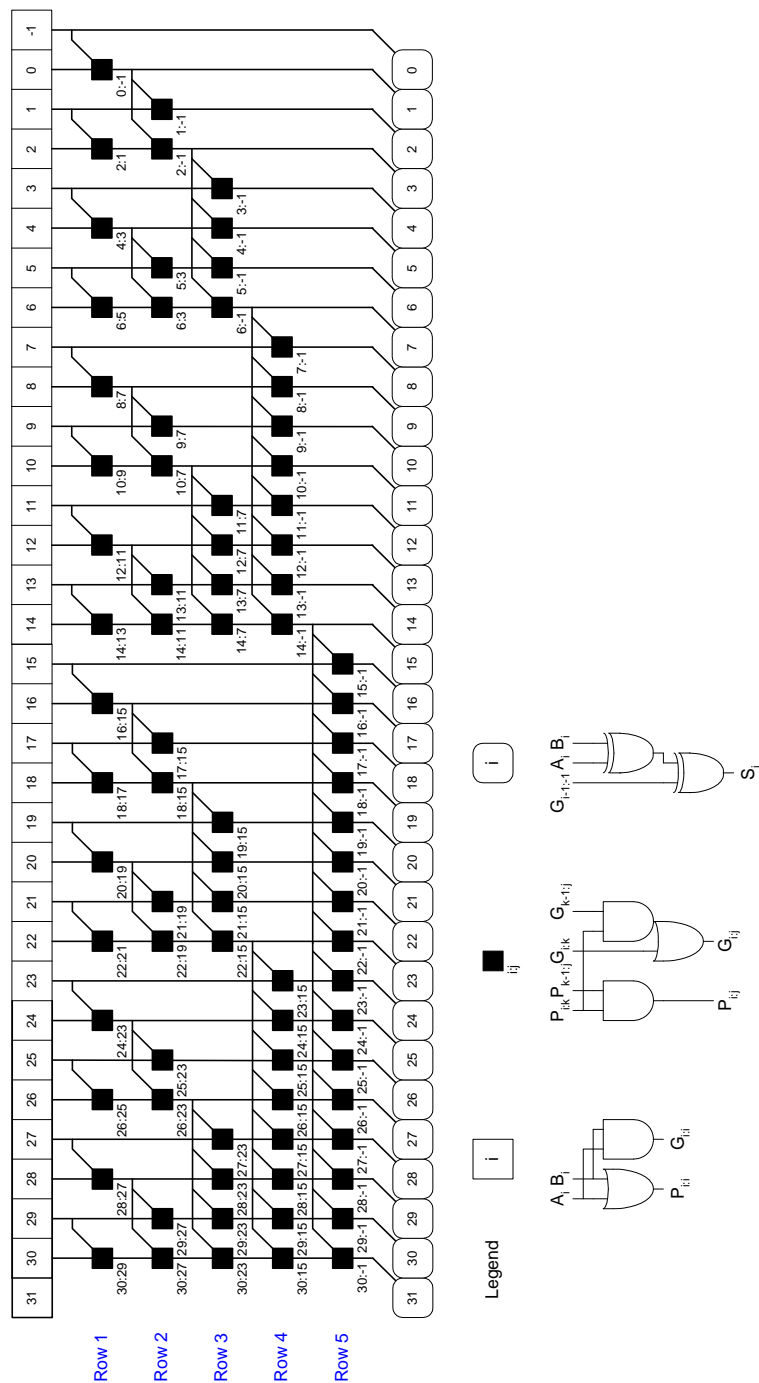 31 30 29 28 27 26 25 24 23 22 21 20 19 18 17 16 15 14 13 12 11 10 9 8 7 6 5 4 3 2 1 0 -1
Row 1
30:29 28:27 26:25 24:23 22:21 20:19 18:17 16:15 14:13 12:11 10:9 8:7 6:5 4:3 2:1 0:-1
Row 2
30:27 29:27 26:23 25:23 22:19 21:19 18:15 17:15 14:11 13:11 10:7 9:7 6:3 5:3 2:-1 1:-1
Row 3
30:23 29:23 28:23 27:23 22:15 21:15 20:15 19:15 14:7 13:7 12:7 11:7 6:-1 5:-1 4:-1 3:-1
Row 4
30:15 29:15 28:15 27:15 26:15 25:15 24:15 23:15 14:-1 13:-1 12:-1 11:-1 10:-1 9:-1 8:-1 7:-1
Row 5
30:-1 29:-1 28:-1 27:-1 26:-1 25:-1 24:-1 23:-1 22:-1 21:-1 20:-1 19:-1 18:-1 17:-1 16:-1 15:-1
31 30 29 28 27 26 25 24 23 22 21 20 19 18 17 16 15 14 13 12 11 10 9 8 7 6 5 4 3 2 1 0
Legend
i
i:j
i
A_i B_i
P_i:k P_k-1:j G_i:k G_k-1:j
G_i-1:-1 A_i B_i
P_i:i G_i:i
P_i:j G_i:j
S_i